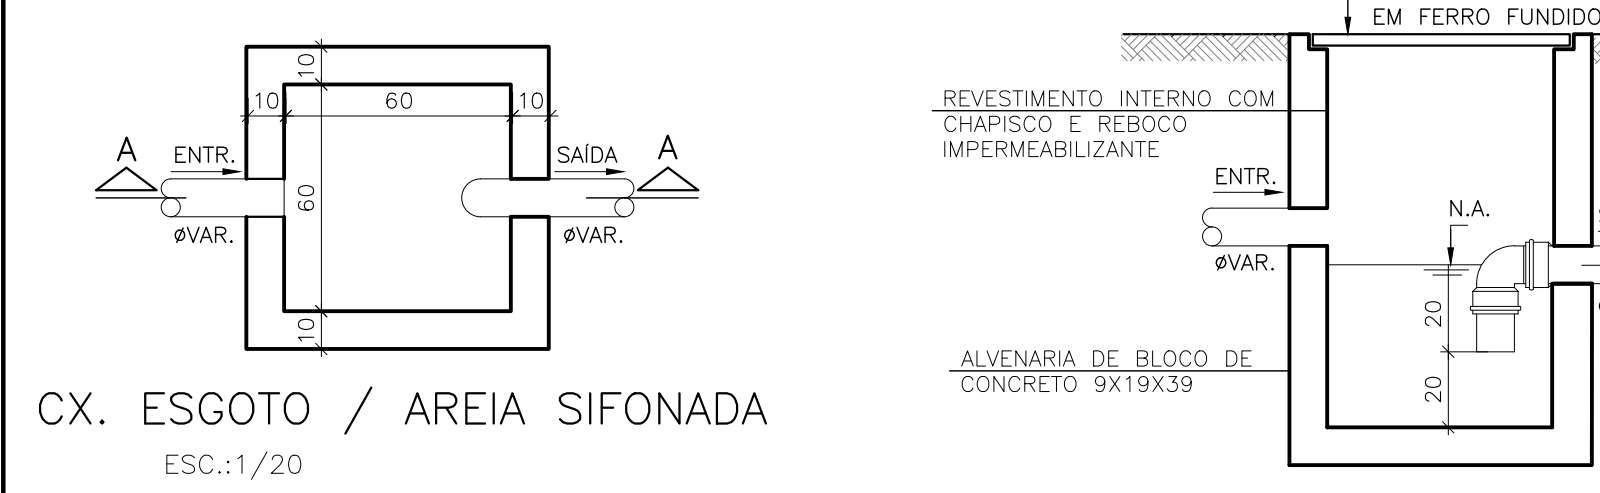 10
10 60 10
A ENTR. SAÍDA A
60
øVAR. øVAR.
10
CX. ESGOTO / AREIA SIFONADA
ESC.:1/20
EM FERRO FUNDIDO
REVESTIMENTO INTERNO COM
CHAPISCO E REBOCO
IMPERMEABILIZANTE
ENTR.
N.A.
øVAR.
20
ALVENARIA DE BLOCO DE
CONCRETO 9X19X39
20